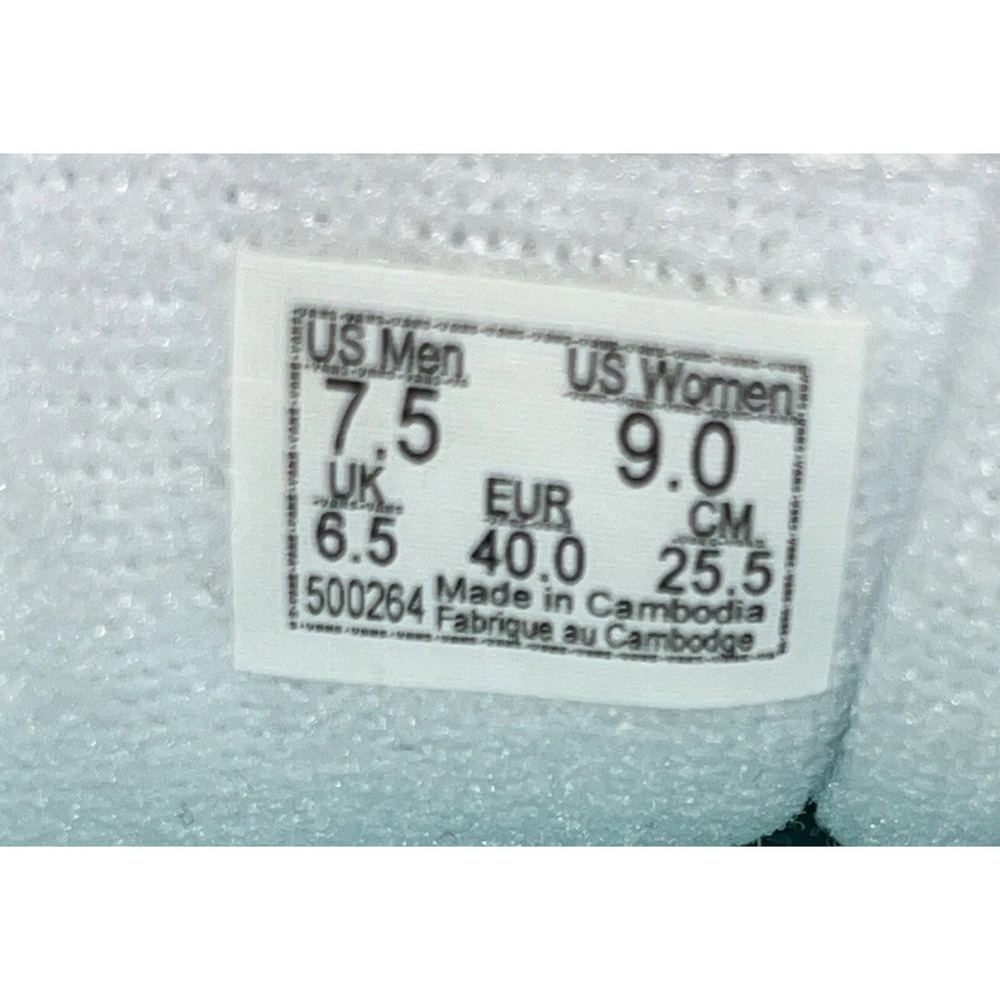 US Men US Women
7.5 9.0
UK EUR CM.
6.5 40.0 25.5
500264 Made in Cambodia
Fabrique au Cambodge